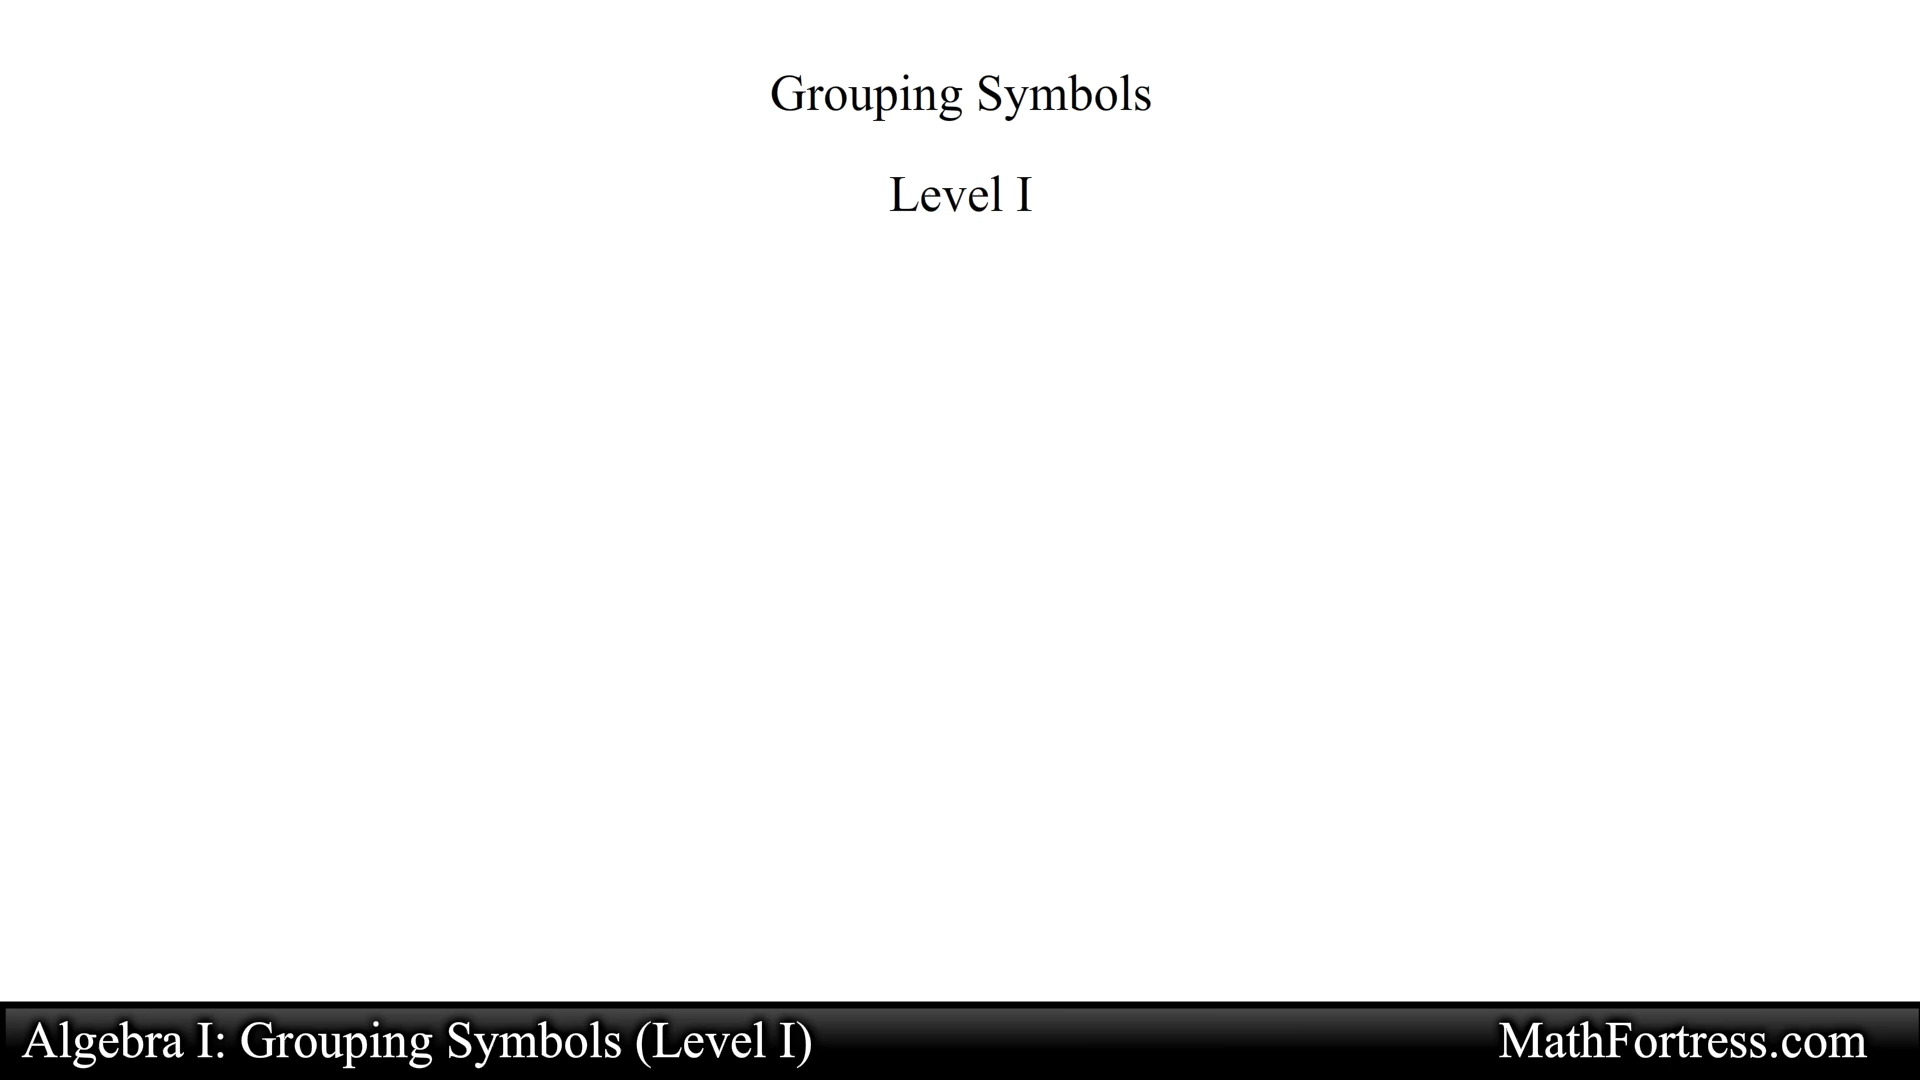 Grouping Symbols
Level I
Algebra I: Grouping Symbols (Level I)
MathFortress.com